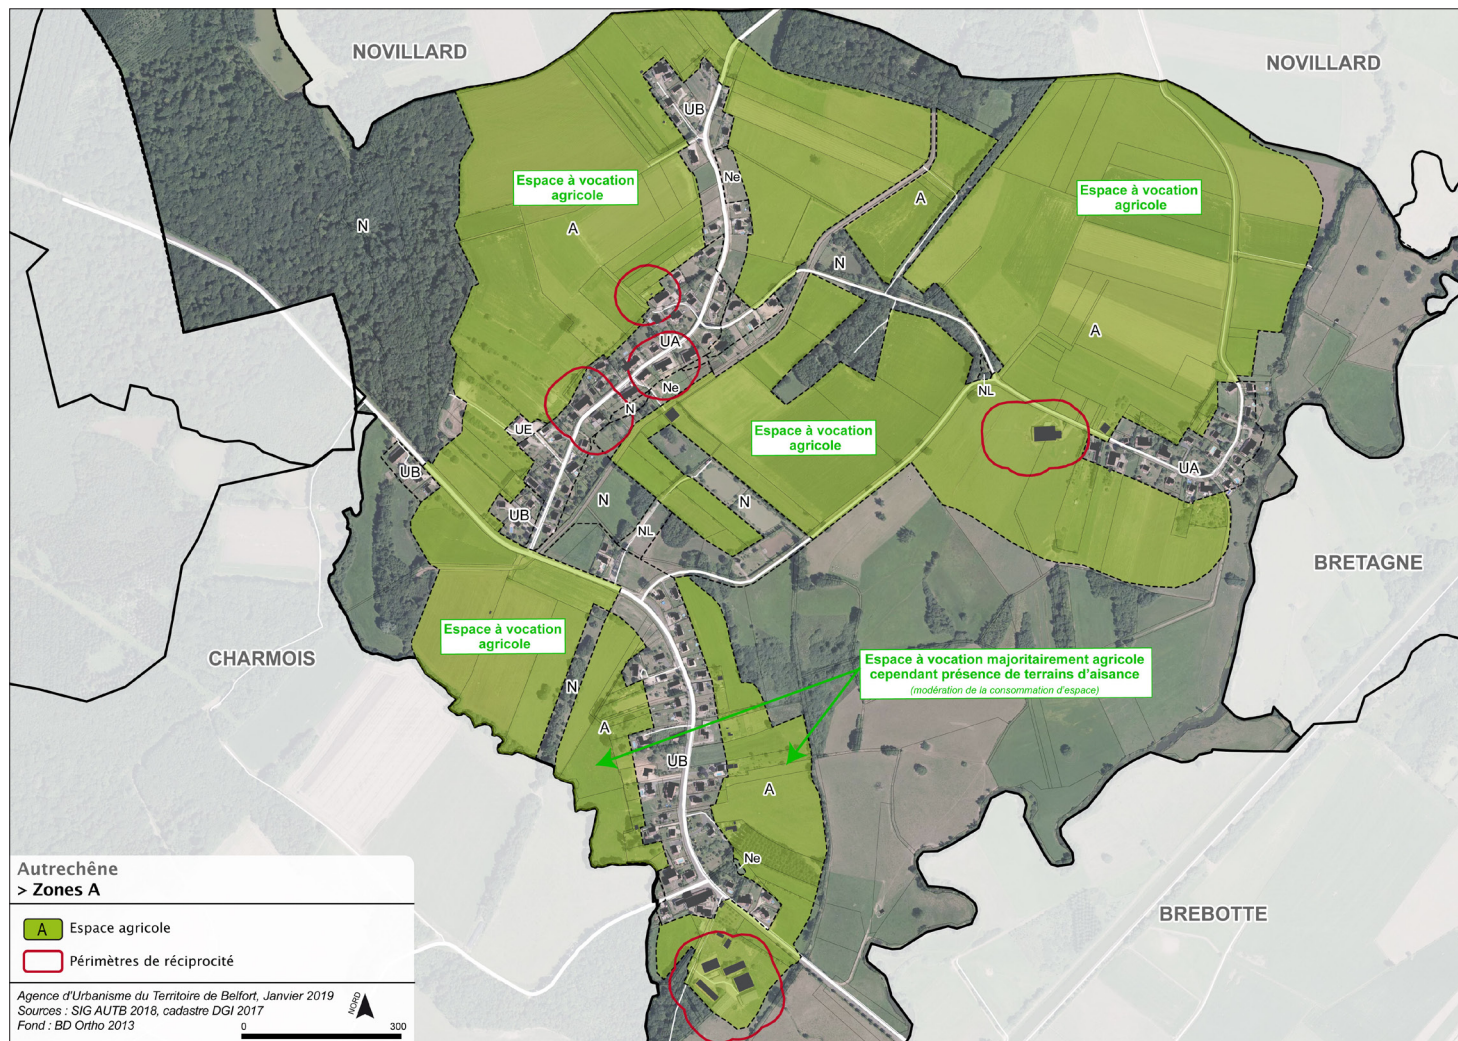 NOVILLARD
NOVILLARD
UB
Ne
Espace à vocation
agricole
A
Espace à vocation
agricole
A
N
N
A
A
UA
Ne
N
NL
UE
Espace à vocation
agricole
UB
UA
UB
N
N
NL
BRETAGNE
Espace à vocation
agricole
CHARMOIS
Espace à vocation majoritairement agricole
cependant présence de terrains d'aisance
(modération de la consommation d'espace)
N
A
UB
A
Ne
BREBOTTE
Autrechêne
> Zones A
A Espace agricole
Périmètres de réciprocité
Agence d'Urbanisme du Territoire de Belfort, Janvier 2019
Sources : SIG AUTB 2018, cadastre DGI 2017
Fond : BD Ortho 2013
NORD
0 300